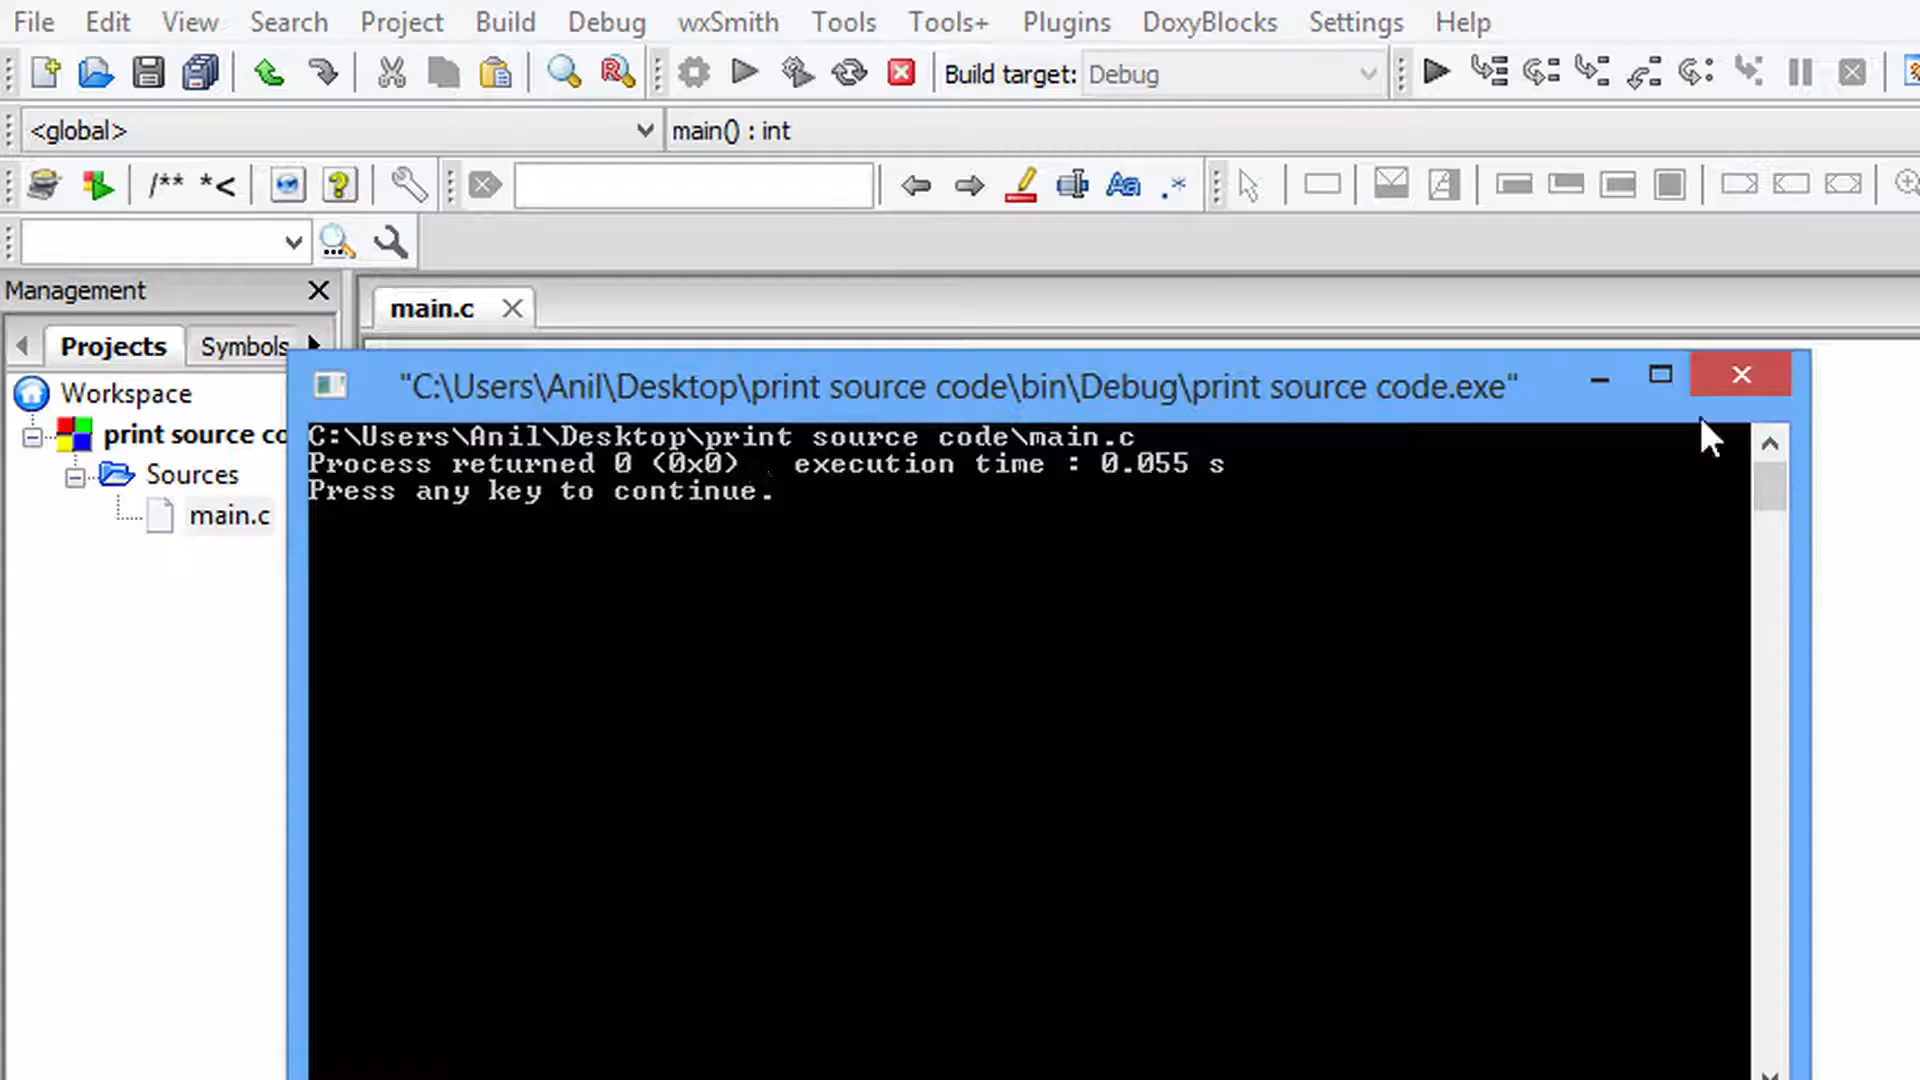 File Edit View Search Project Build Debug wxSmith Tools Tools+ Plugins DoxyBlocks Settings Help
Build target: Debug
<global> main() : int
/** *<
Aa .*
Management
main.c
Projects Symbols
"C:\Users\Anil\Desktop\print source code\bin\Debug\print source code.exe"
Workspace
print source co
Sources
main.c
C:\Users\Anil\Desktop\print source code\main.c
Process returned 0 (0x0)   execution time : 0.055 s
Press any key to continue.